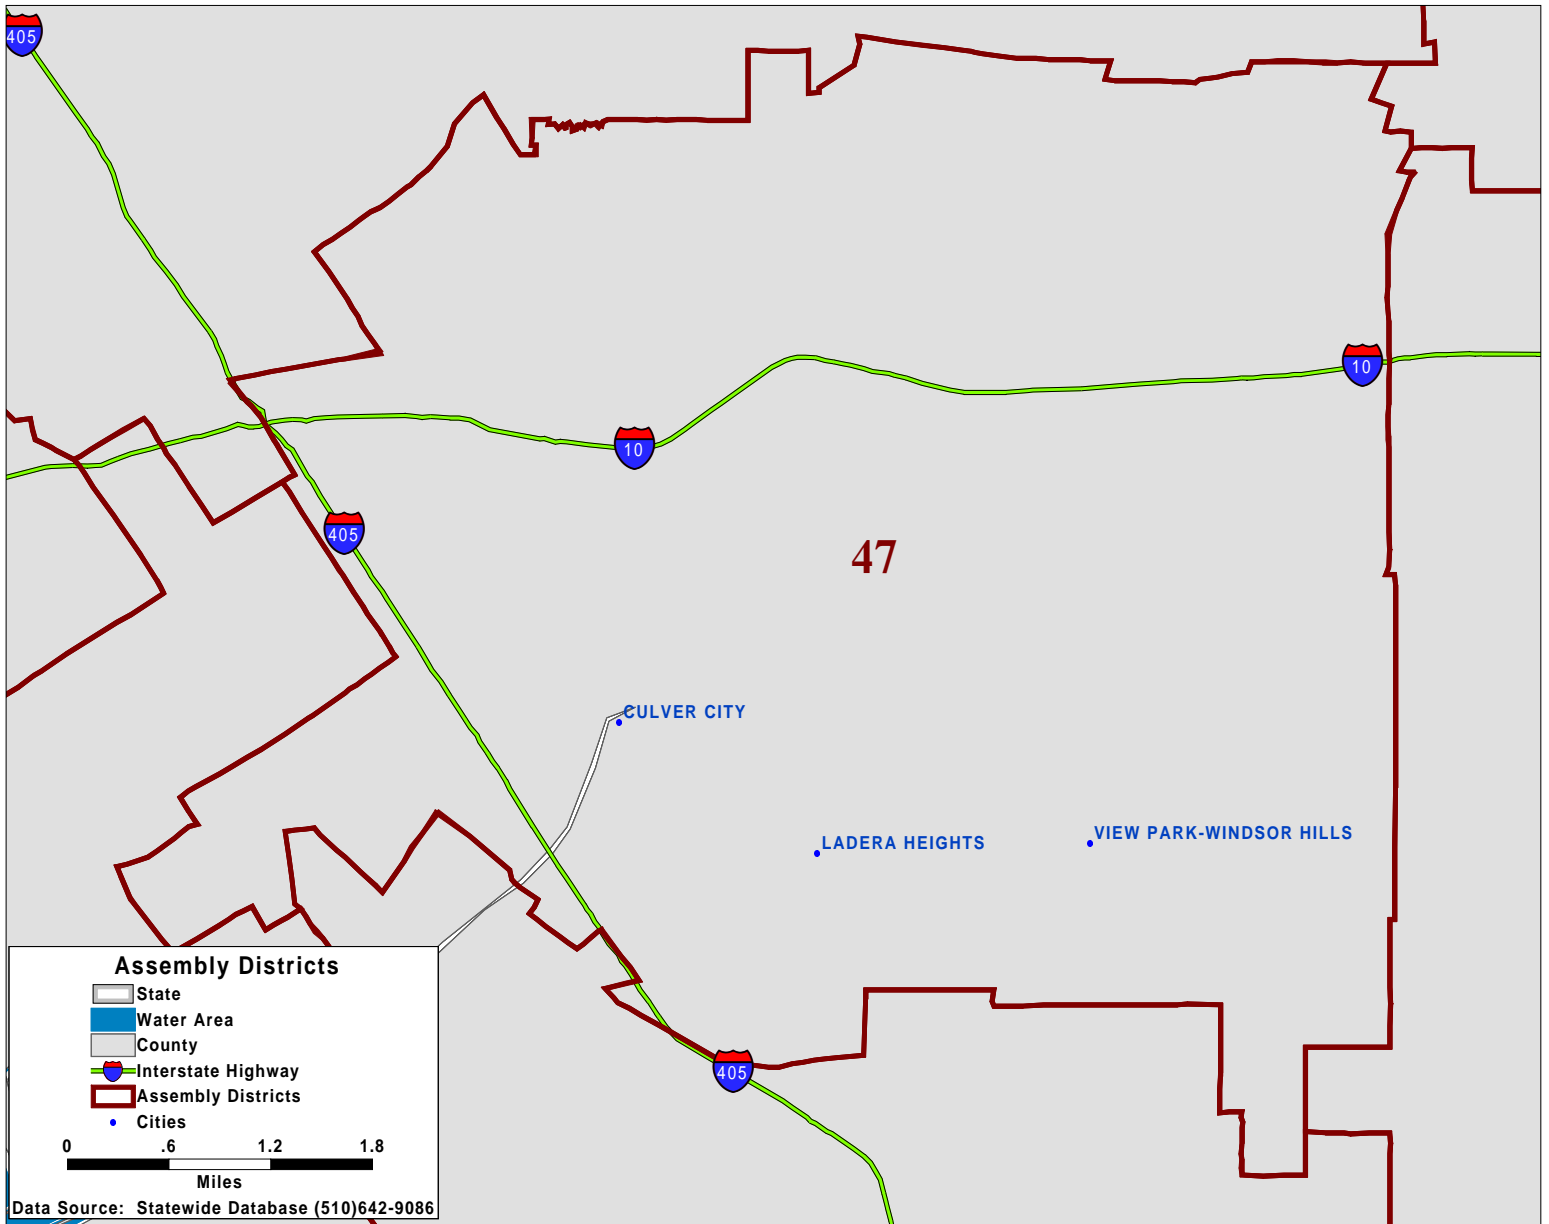 405
10
10
405
47
CULVER CITY
VIEW PARK-WINDSOR HILLS
LADERA HEIGHTS
405
Assembly Districts
State
Water Area
County
Interstate Highway
Assembly Districts
Cities
0 .6 1.2 1.8
Miles
Data Source: Statewide Database (510)642-9086